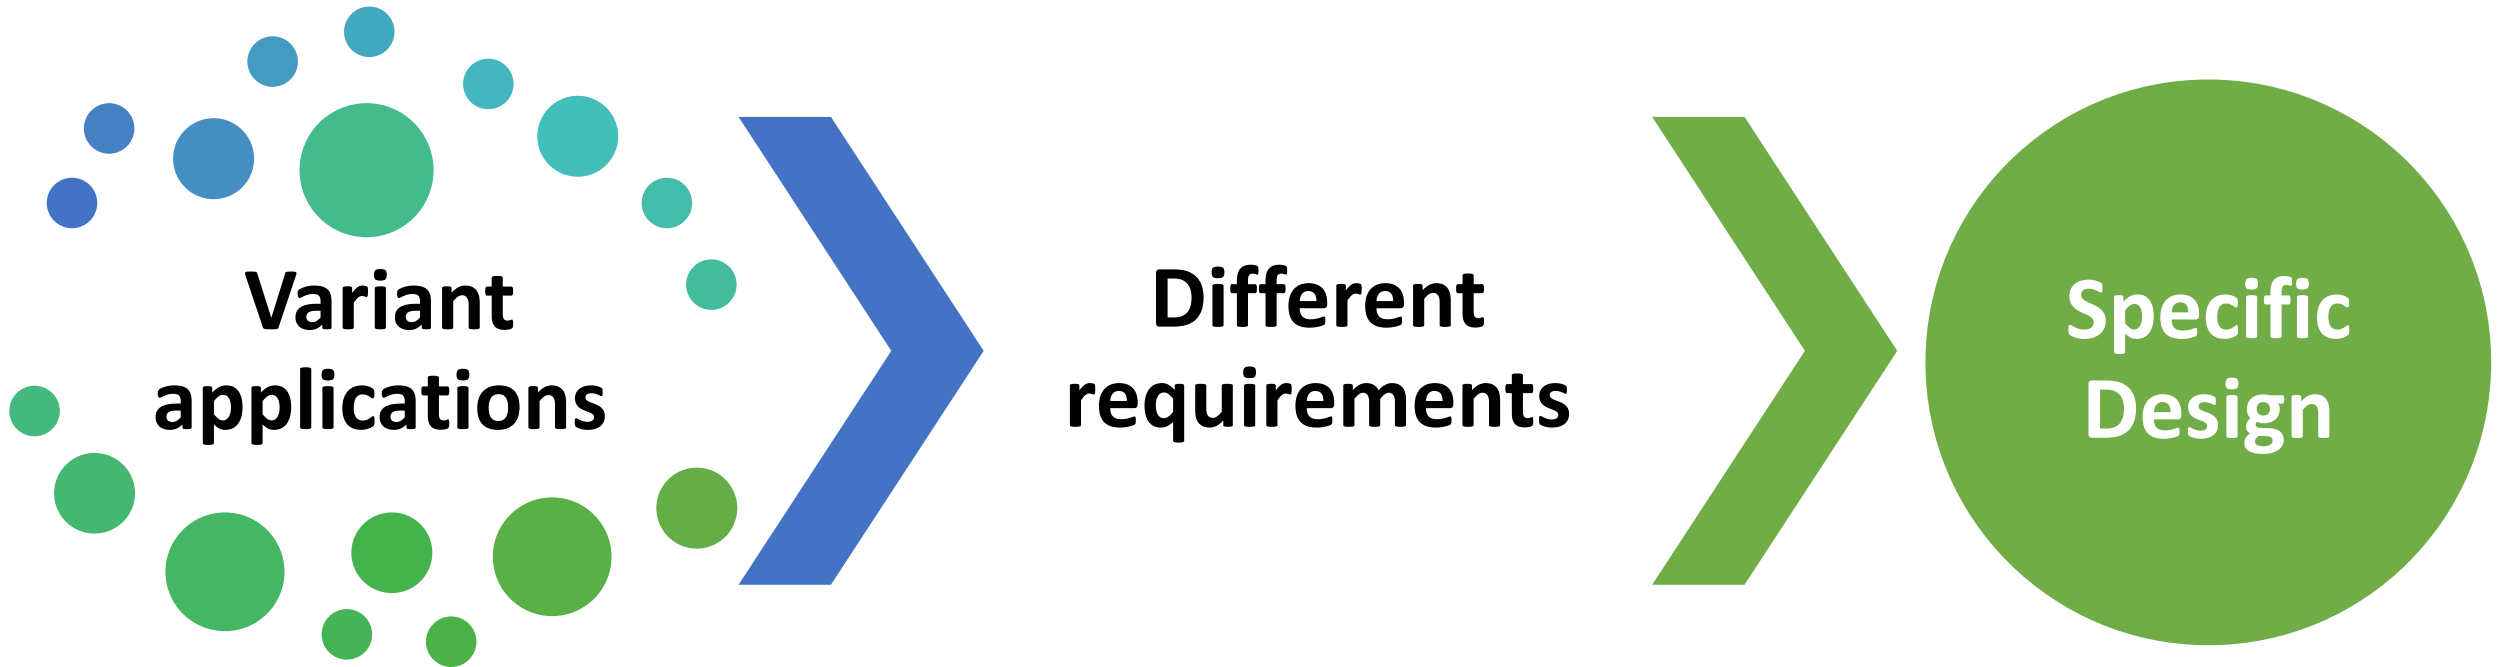 Variant
applications
Different
requirements
Specific
Design